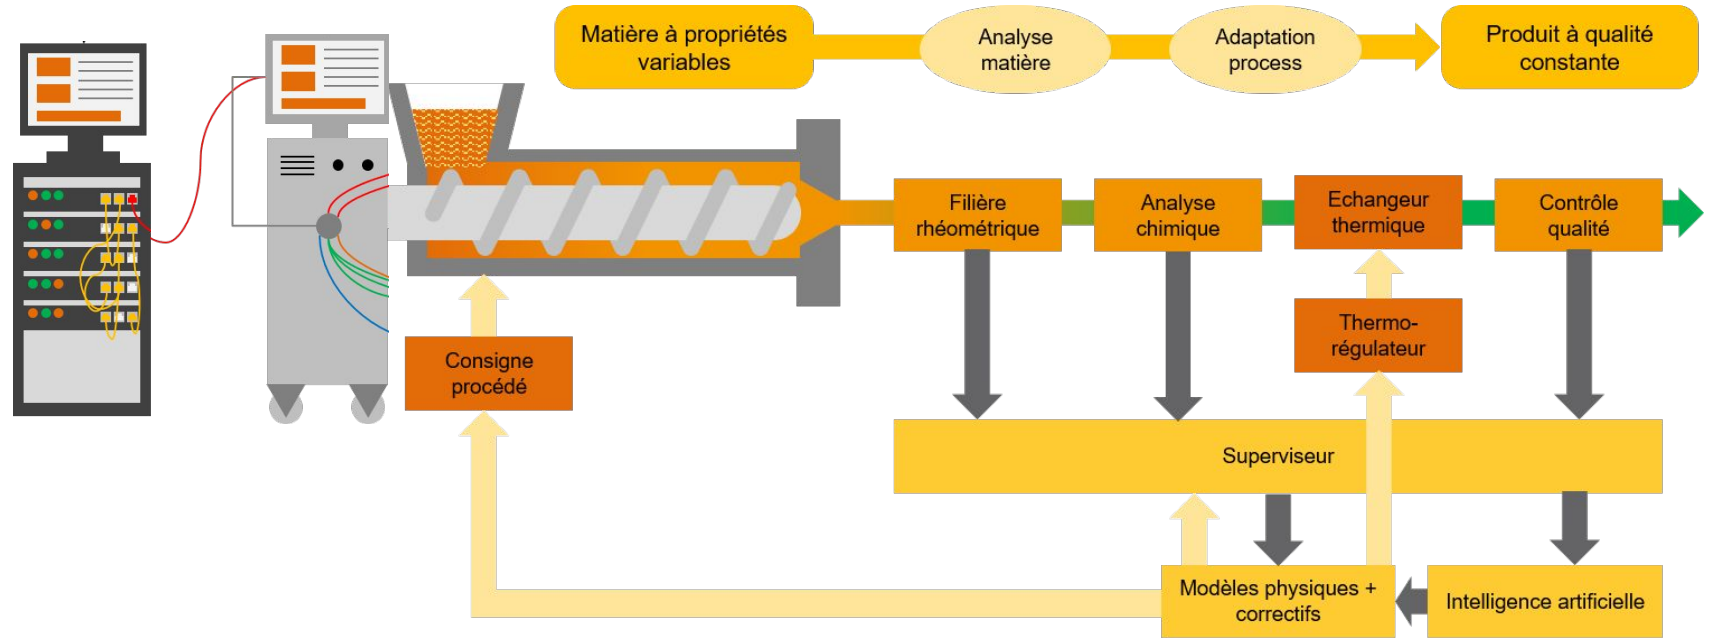 Matière à propriétés
variables
Analyse
matière
Adaptation
process
Produit à qualité
constante
Filière
rhéométrique
Analyse
chimique
Echangeur
thermique
Contrôle
qualité
Thermo-
régulateur
Consigne
procédé
Superviseur
Modèles physiques +
correctifs
Intelligence artificielle